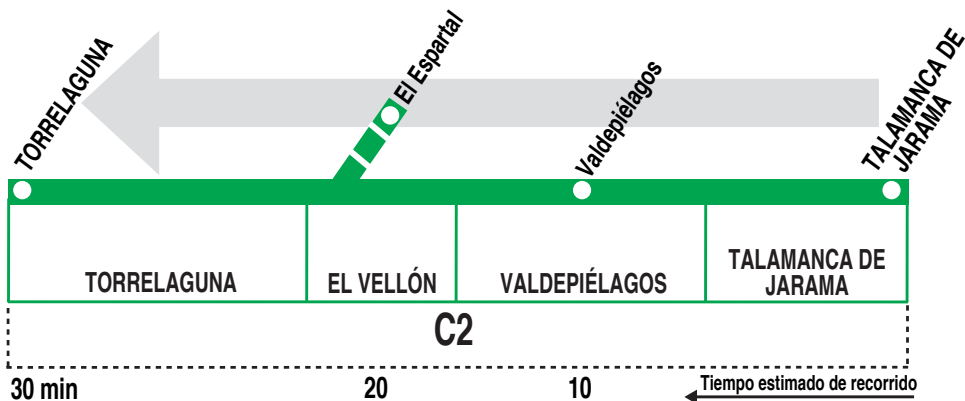 TORRELAGUNA
El Espartal
Valdepiélagos
TALAMANCA DE
JARAMA
TORRELAGUNA
EL VELLÓN
VALDEPIÉLAGOS
TALAMANCA DE
JARAMA
C2
30 min
20
10
Tiempo estimado de recorrido